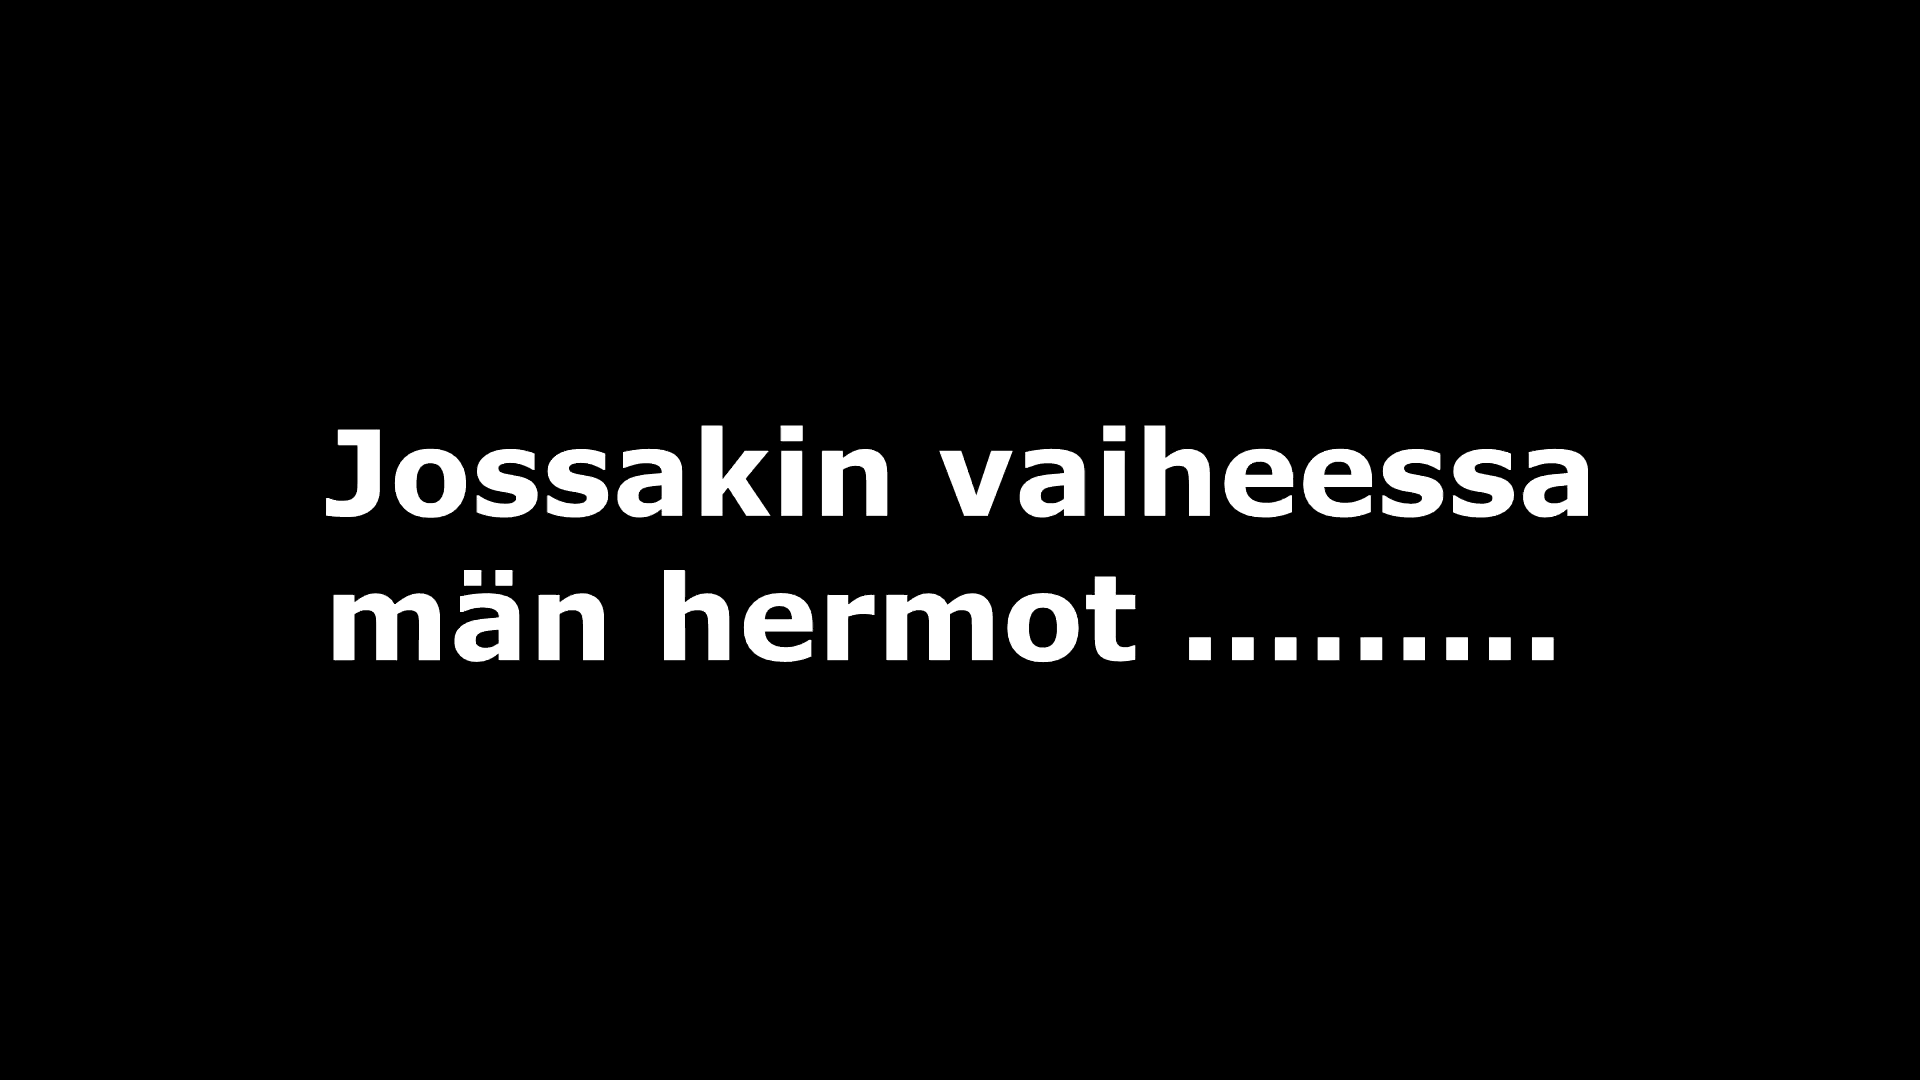 Jossakin vaiheessa
män hermot .........